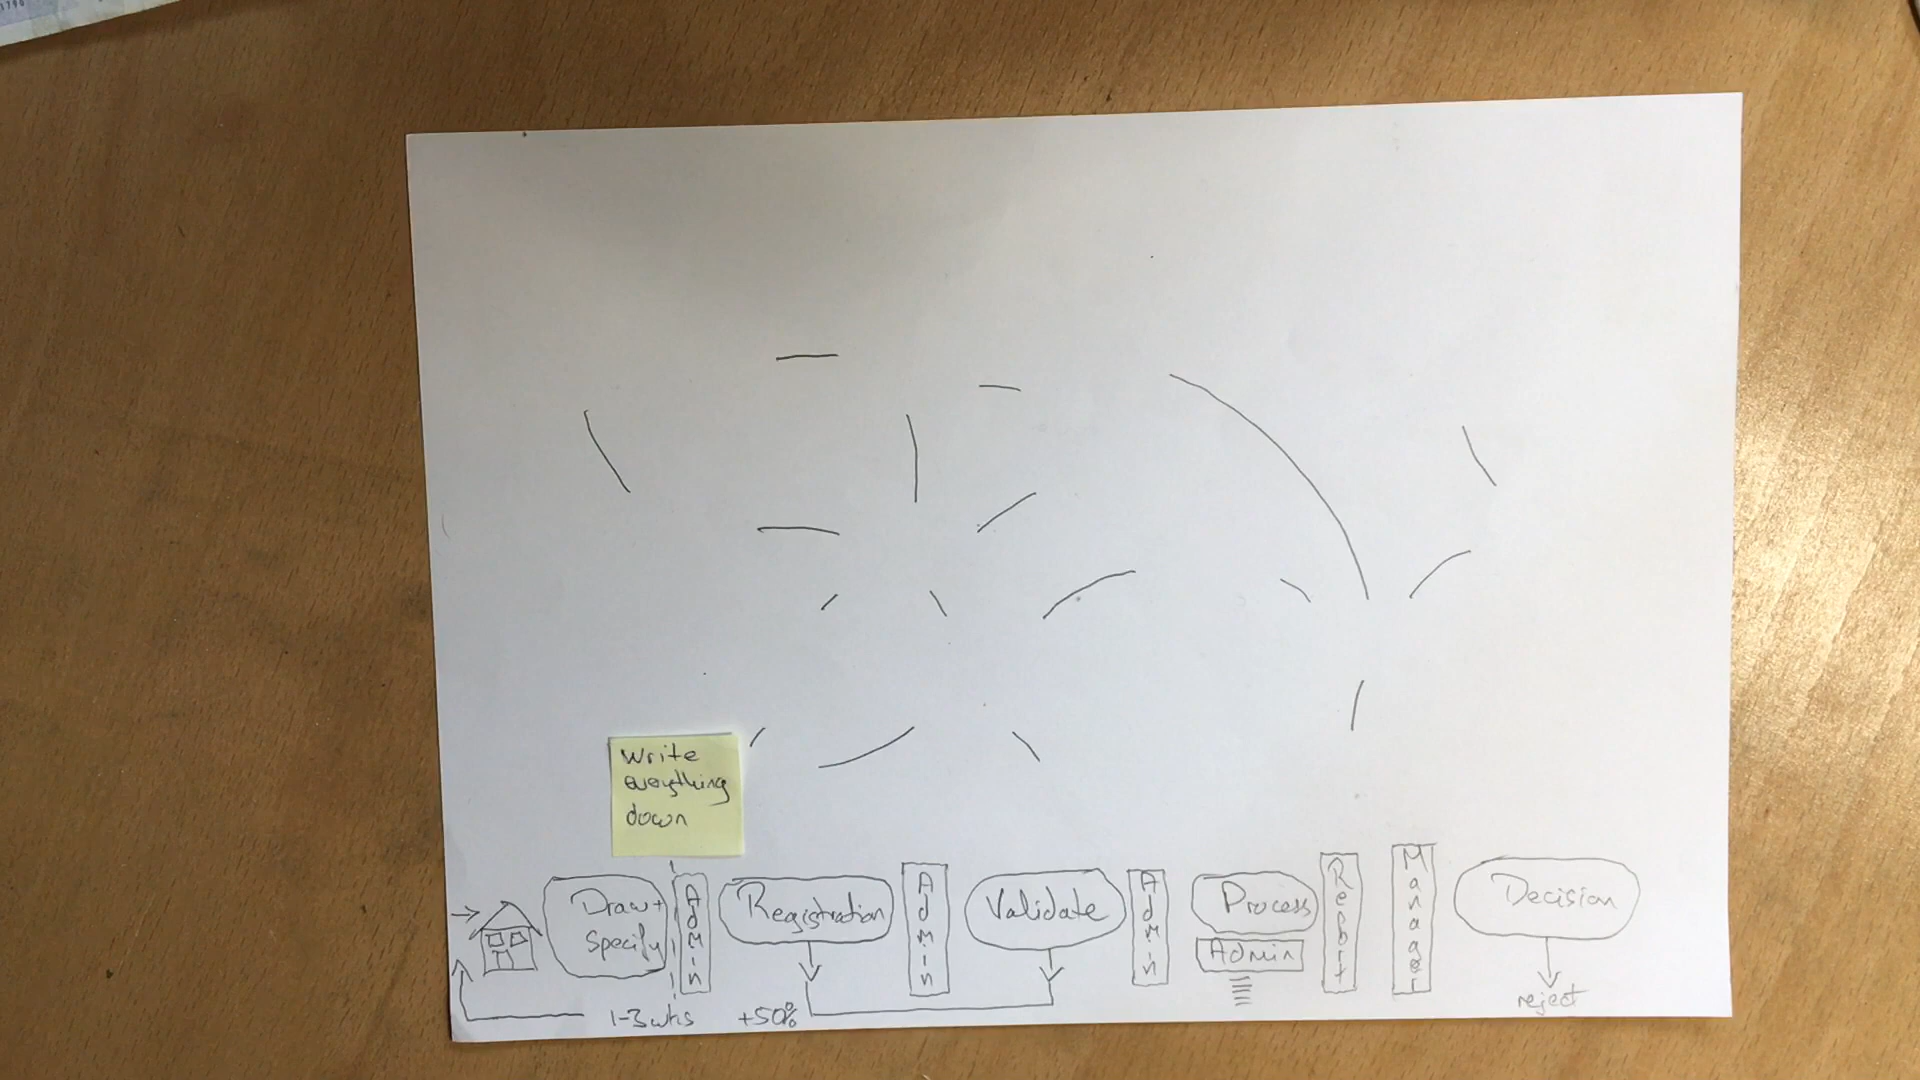 1790
Write
everything
down
Draw +
Specify
Admin
Registration
Admin
Validate
Admin
Process
Admin
Report
Manager
Decision
1-3 wks
+50%
reject